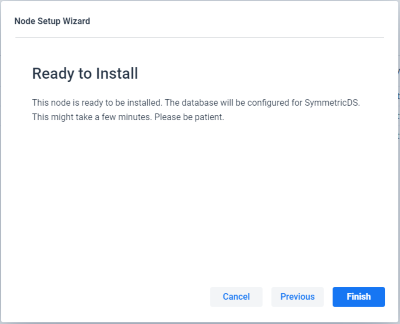 Node Setup Wizard
Ready to Install
This node is ready to be installed. The database will be configured for SymmetricDS.
This might take a few minutes. Please be patient.
Cancel Previous Finish